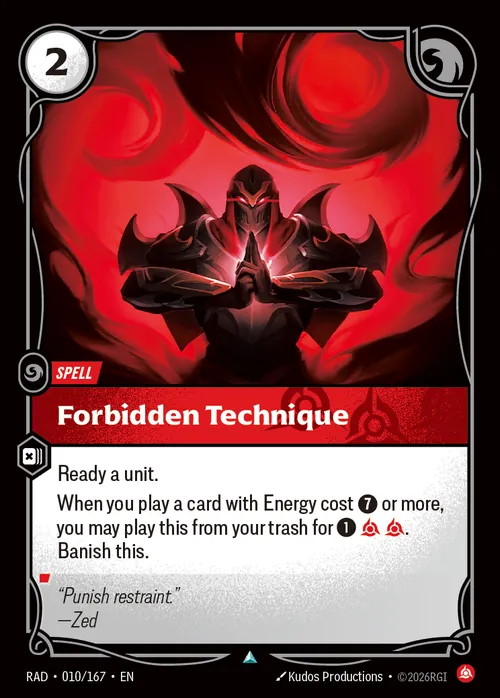 2
SPELL
Forbidden Technique
Ready a unit.
When you play a card with Energy cost 7 or more,
you may play this from your trash for 1
Banish this.
“Punish restraint.”
—Zed
RAD • 010/167 • EN
Kudos Productions • ©2026RGI